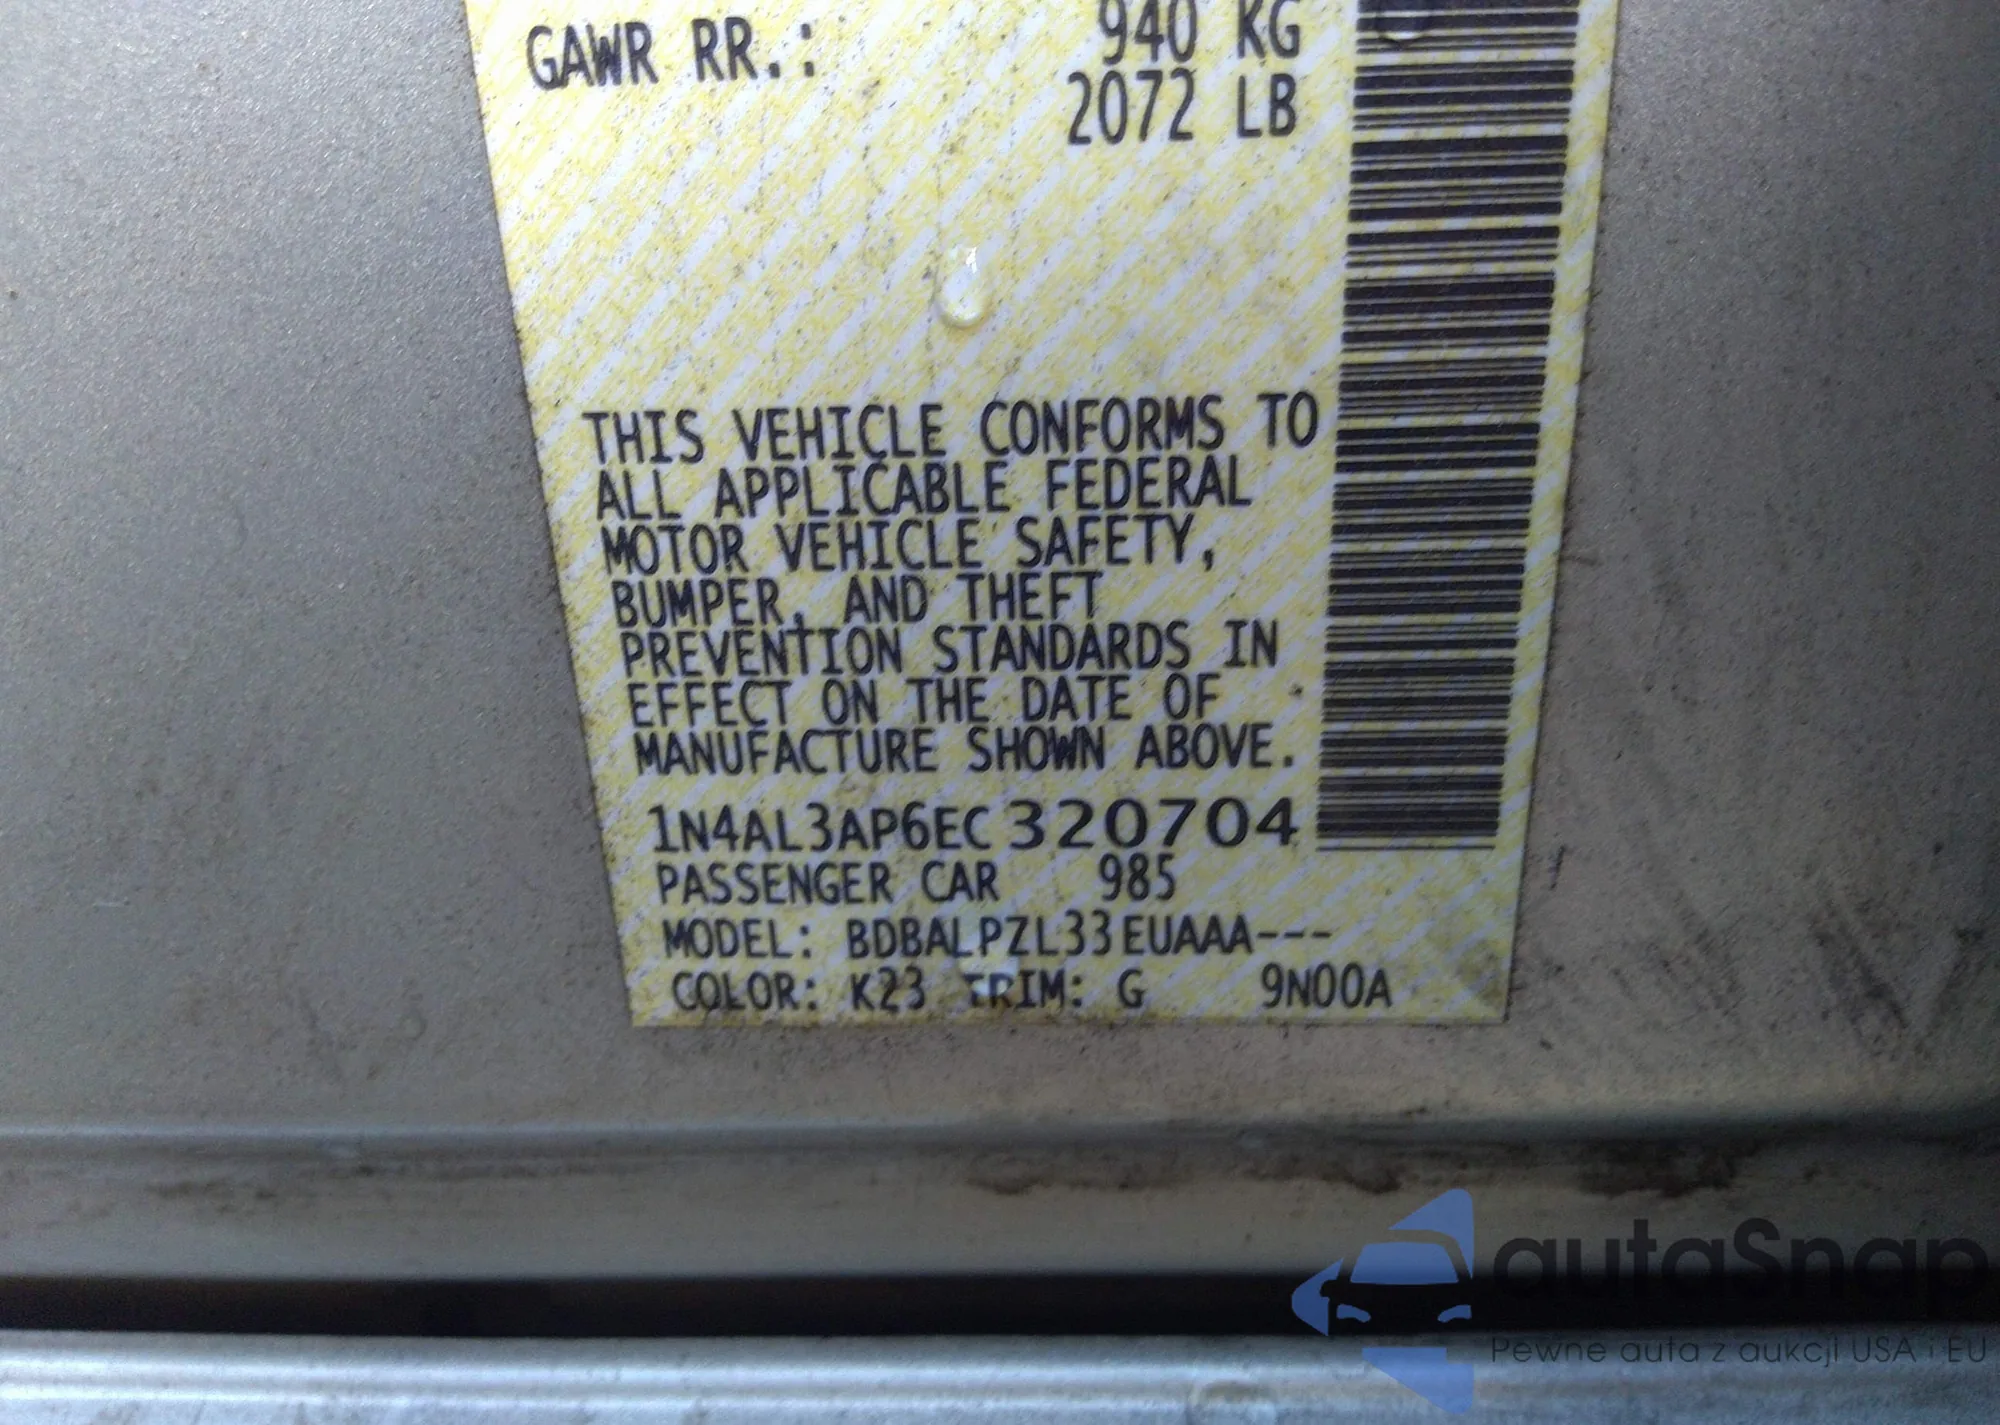 GAWR RR.: 940 KG
2072 LB
THIS VEHICLE CONFORMS TO
ALL APPLICABLE FEDERAL
MOTOR VEHICLE SAFETY,
BUMPER, AND THEFT
PREVENTION STANDARDS IN
EFFECT ON THE DATE OF
MANUFACTURE SHOWN ABOVE.
1N4AL3AP6EC320704
PASSENGER CAR 985
MODEL: BDBALPZL33EUAAA---
COLOR: K23 TRIM: G 9N00A
autaSnap
Pewne auta z aukcji USA i EU